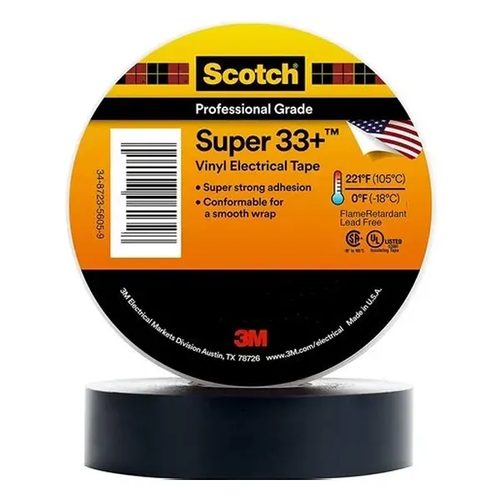 Scotch
Professional Grade
Super 33+™
Vinyl Electrical Tape
• Super strong adhesion
• Conformable for
a smooth wrap
221°F (105°C)
0°F (-18°C)
FlameRetardant
Lead Free
LISTED
34-8723-5605-9
3M
3M Electrical Markets Division Austin, TX 78726
www.3M.com/electrical
Made in U.S.A.